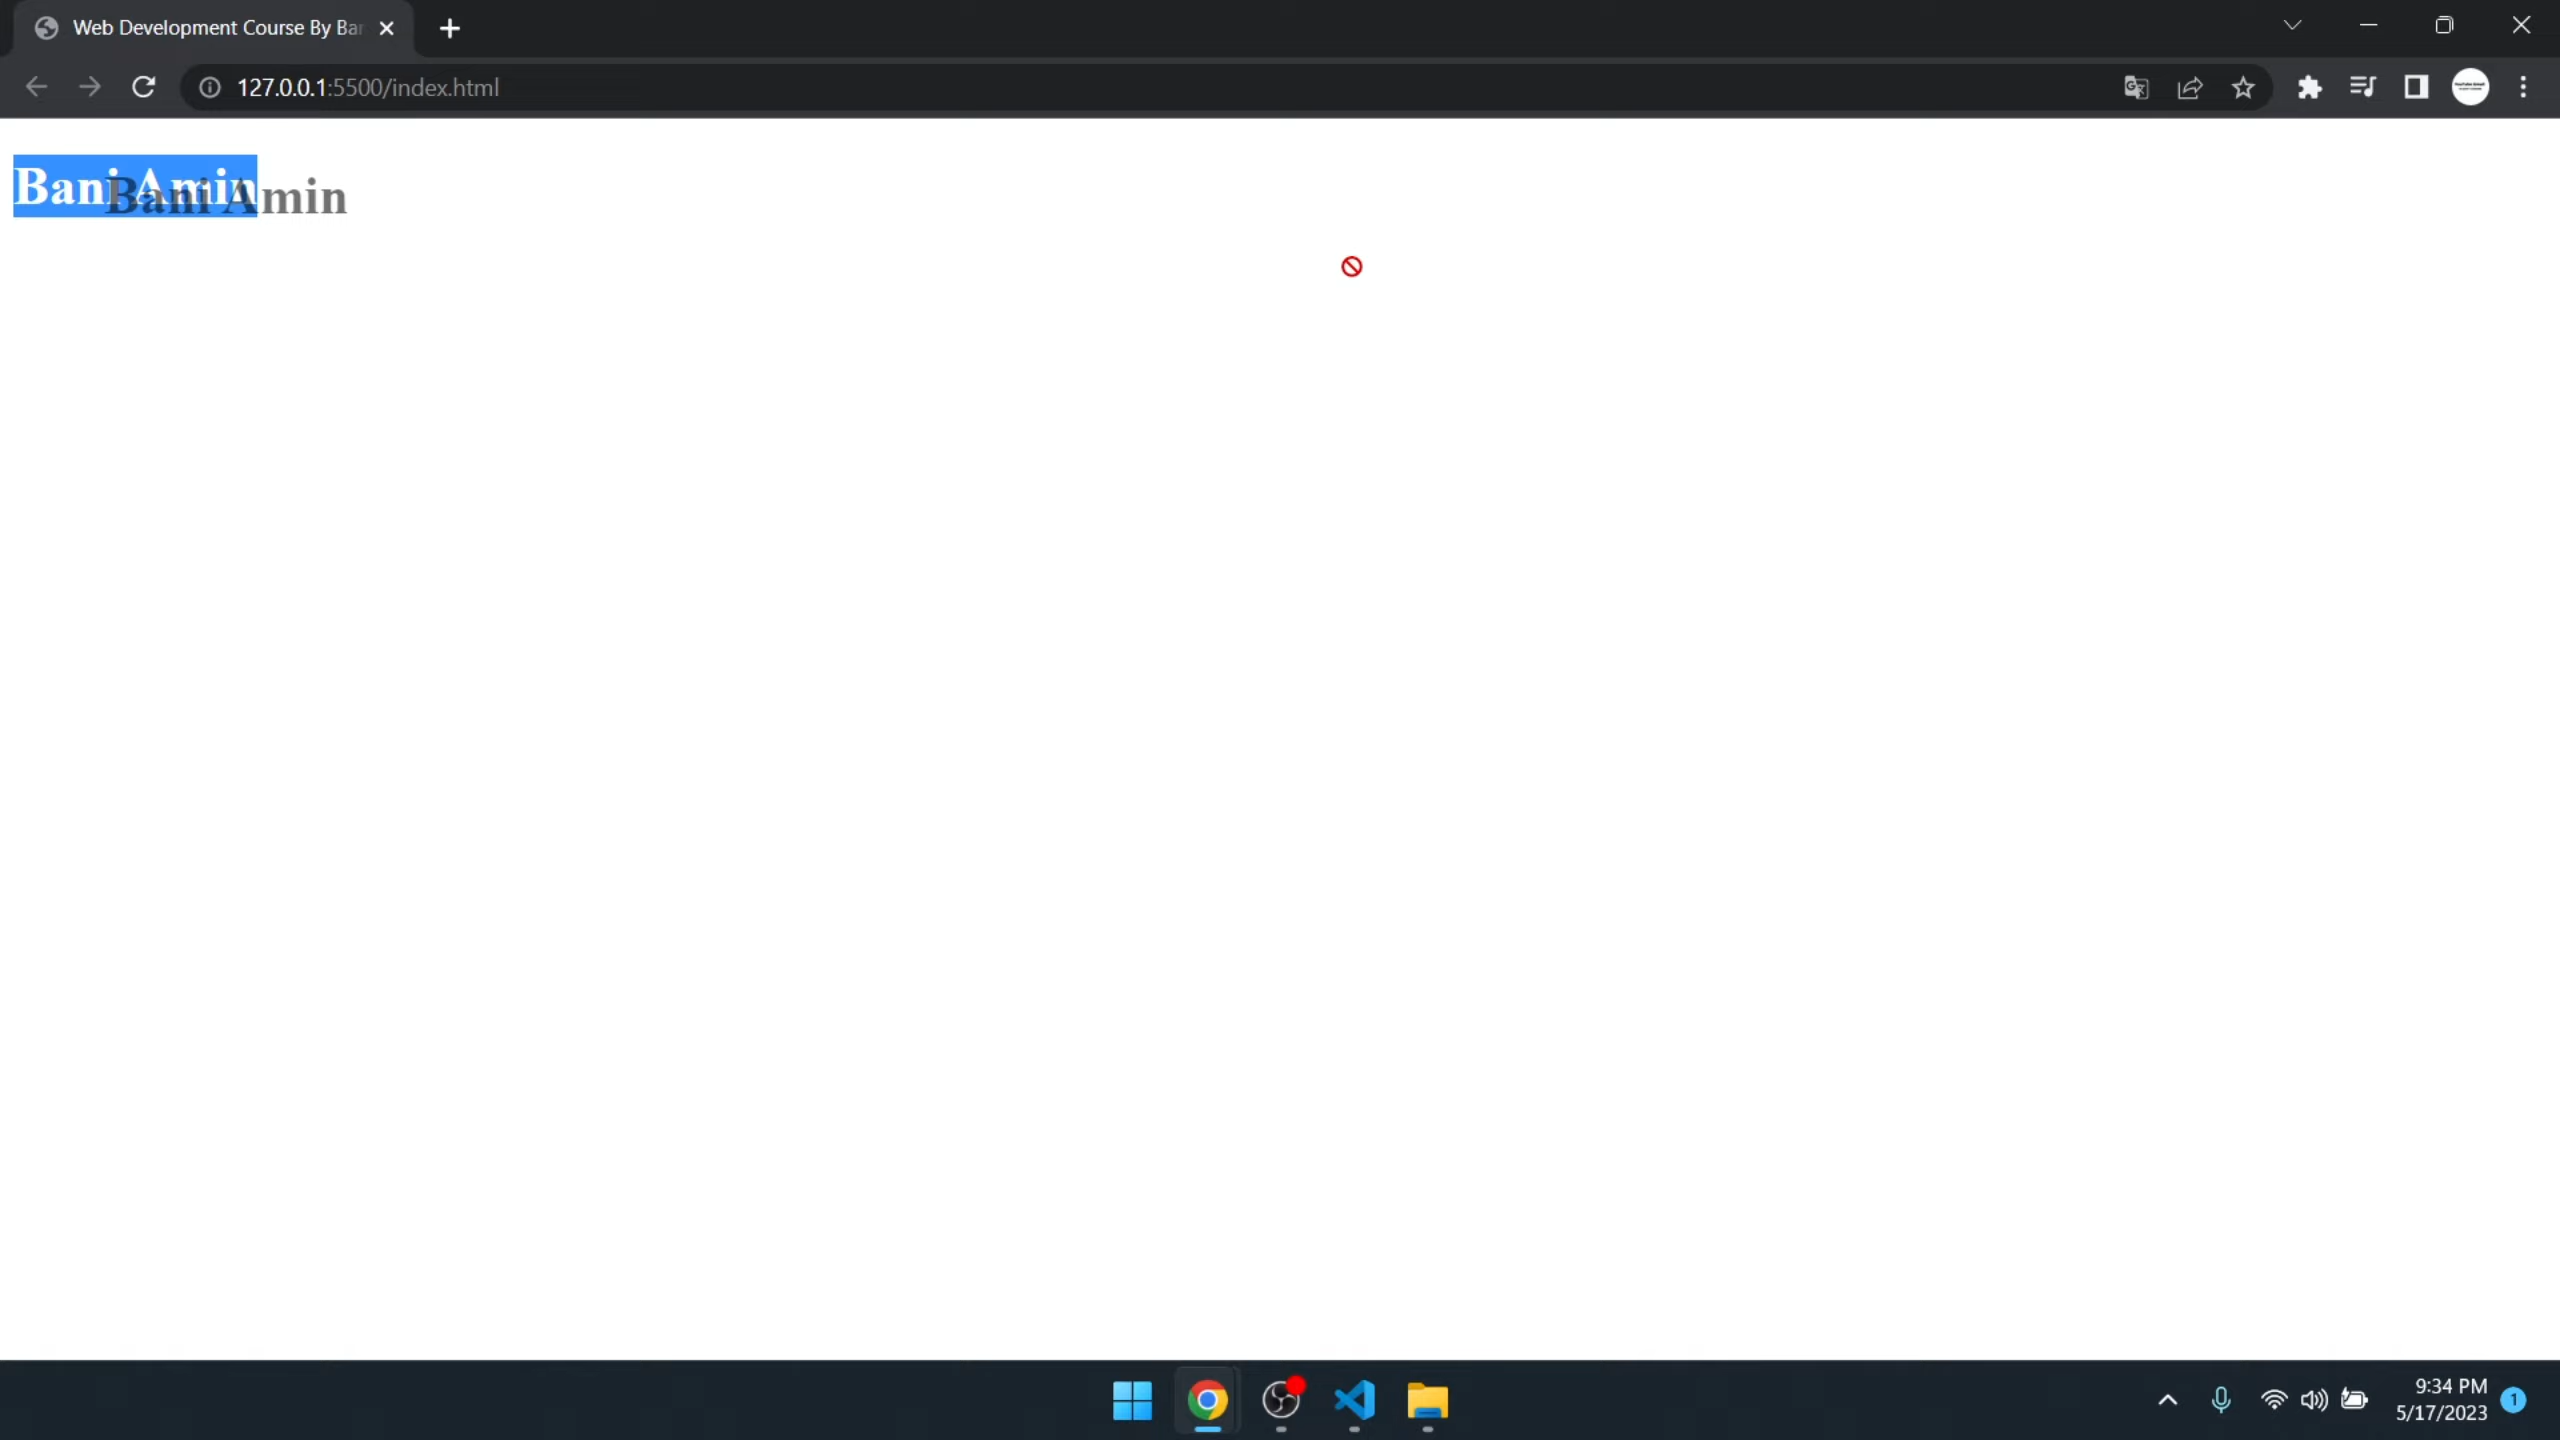 Web Development Course By Ba
127.0.0.1:5500/index.html
Bani Amin
Bani Amin
9:34 PM
5/17/2023
1